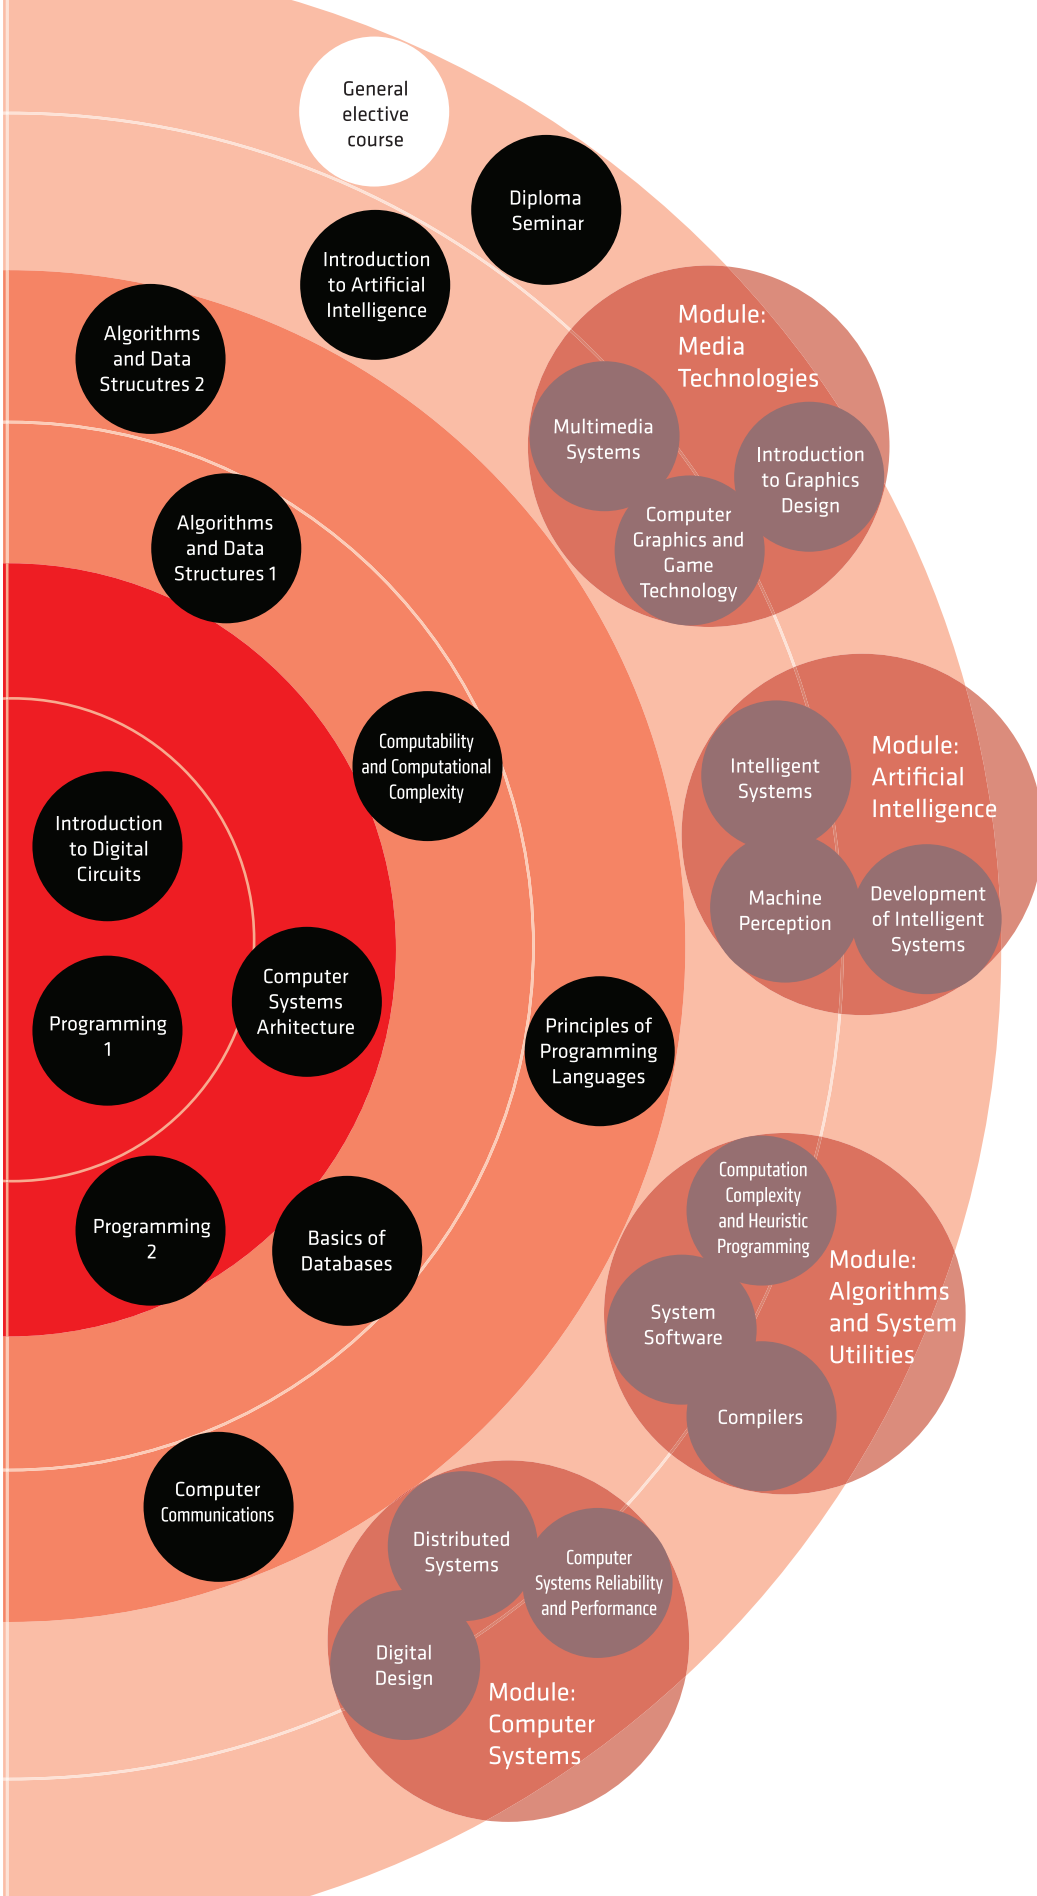 General
elective
course
Diploma
Seminar
Introduction
to Artificial
Intelligence
Algorithms
and Data
Strucutres 2
Module:
Media
Technologies
Multimedia
Systems
Introduction
to Graphics
Design
Computer
Graphics and
Game
Technology
Algorithms
and Data
Structures 1
Computability
and Computational
Complexity
Module:
Artificial
Intelligence
Intelligent
Systems
Machine
Perception
Development
of Intelligent
Systems
Introduction
to Digital
Circuits
Computer
Systems
Arhitecture
Programming
1
Principles of
Programming
Languages
Programming
2
Basics of
Databases
Computation
Complexity
and Heuristic
Programming
Module:
Algorithms
and System
Utilities
System
Software
Compilers
Computer
Communications
Distributed
Systems
Computer
Systems Reliability
and Performance
Digital
Design
Module:
Computer
Systems